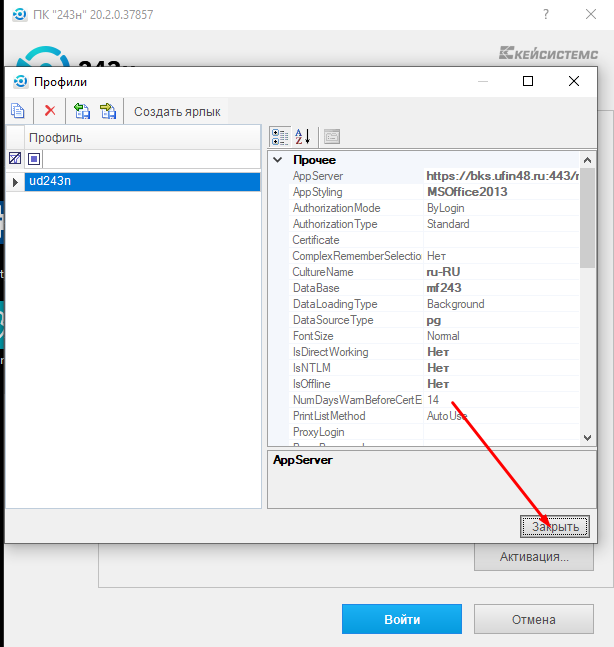 ПК "243н" 20.2.0.37857
КЕЙСИСТЕМС
Профили
Создать ярлык
Профиль
ud243n
Прочее
AppServer https://bks.ufin48.ru:443/
AppStyling MSOffice2013
AuthorizationMode ByLogin
AuthorizationType Standard
Certificate
ComplexRememberSelectio Нет
CultureName ru-RU
DataBase mf243
DataLoadingType Background
DataSourceType pg
FontSize Normal
IsDirectWorking Нет
IsNTLM Нет
IsOffline Нет
NumDaysWarnBeforeCertE 14
PrintListMethod AutoUse
ProxyLogin
AppServer
Закрыть
Активация...
Войти Отмена